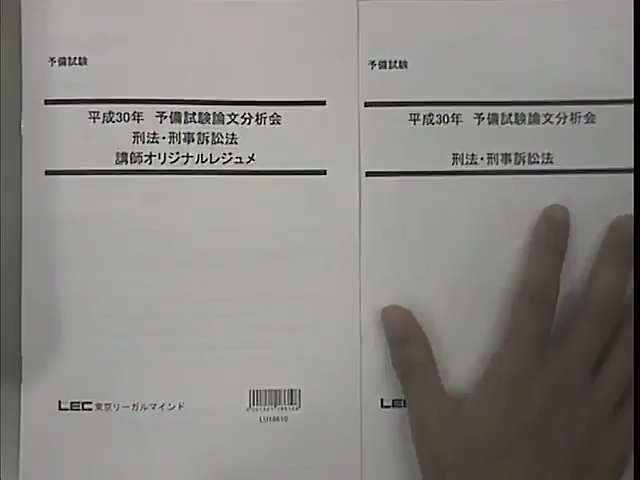 予備試験
平成30年 予備試験論文分析会
刑法・刑事訴訟法
講師オリジナルレジュメ
LEC東京リーガルマインド
LU18610
予備試験
平成30年 予備試験論文分析会
刑法・刑事訴訟法
LEC